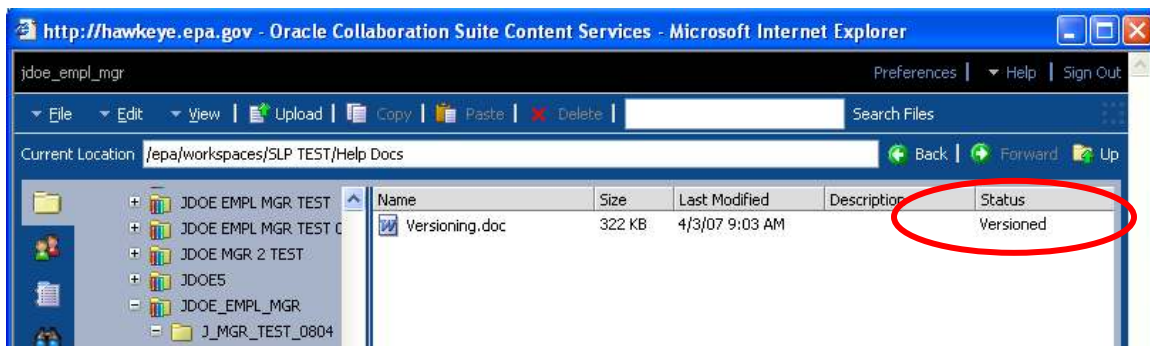 http://hawkeye.epa.gov - Oracle Collaboration Suite Content Services - Microsoft Internet Explorer
jdoe_empl_mgr Preferences | Help | Sign Out
File Edit View | Upload | Copy | Paste | Delete | Search Files
Current Location /epa/workspaces/SLP TEST/Help Docs Back | Forward Up
Name Size Last Modified Description Status
JDOE EMPL MGR TEST
Versioning.doc 322 KB 4/3/07 9:03 AM Versioned
JDOE EMPL MGR TEST
JDOE MGR 2 TEST
JDOE5
JDOE_EMPL_MGR
J_MGR_TEST_0804